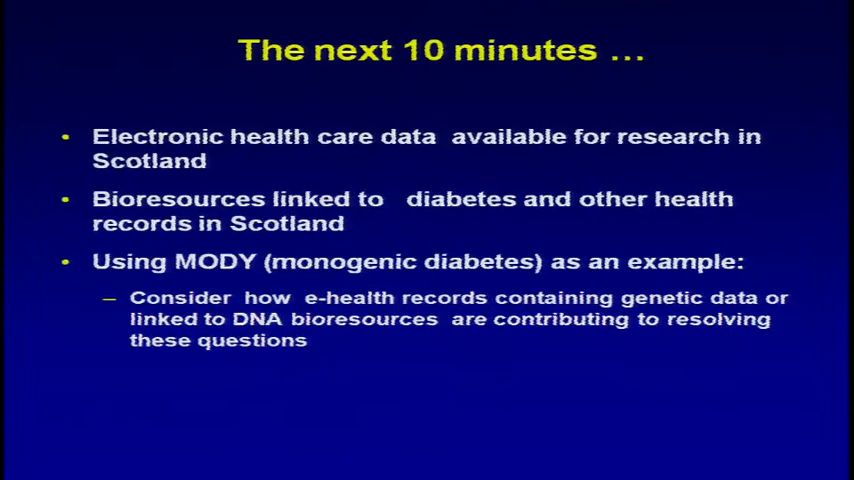 The next 10 minutes …
• Electronic health care data available for research in
Scotland
• Bioresources linked to diabetes and other health
records in Scotland
• Using MODY (monogenic diabetes) as an example:
– Consider how e-health records containing genetic data or
linked to DNA bioresources are contributing to resolving
these questions